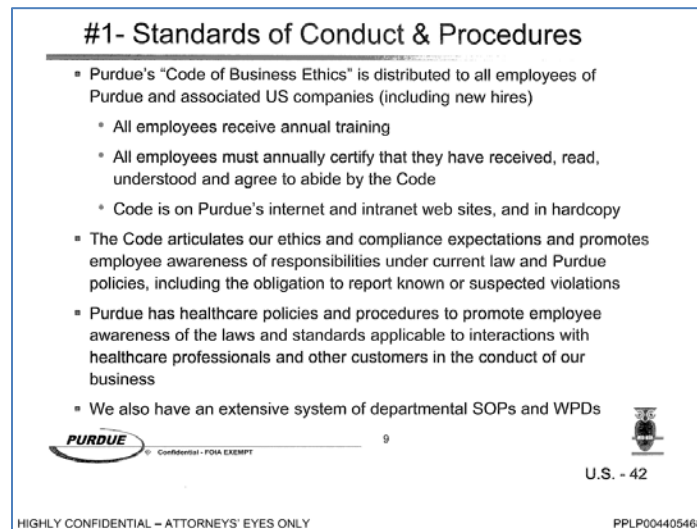 #1- Standards of Conduct & Procedures
Purdue's "Code of Business Ethics" is distributed to all employees of
Purdue and associated US companies (including new hires)
All employees receive annual training
All employees must annually certify that they have received, read,
understood and agree to abide by the Code
Code is on Purdue's internet and intranet web sites, and in hardcopy
The Code articulates our ethics and compliance expectations and promotes
employee awareness of responsibilities under current law and Purdue
policies, including the obligation to report known or suspected violations
Purdue has healthcare policies and procedures to promote employee
awareness of the laws and standards applicable to interactions with
healthcare professionals and other customers in the conduct of our
business
We also have an extensive system of departmental SOPs and WPDs
PURDUE
9
Confidential - FOIA EXEMPT
U.S. - 42
HIGHLY CONFIDENTIAL – ATTORNEYS' EYES ONLY